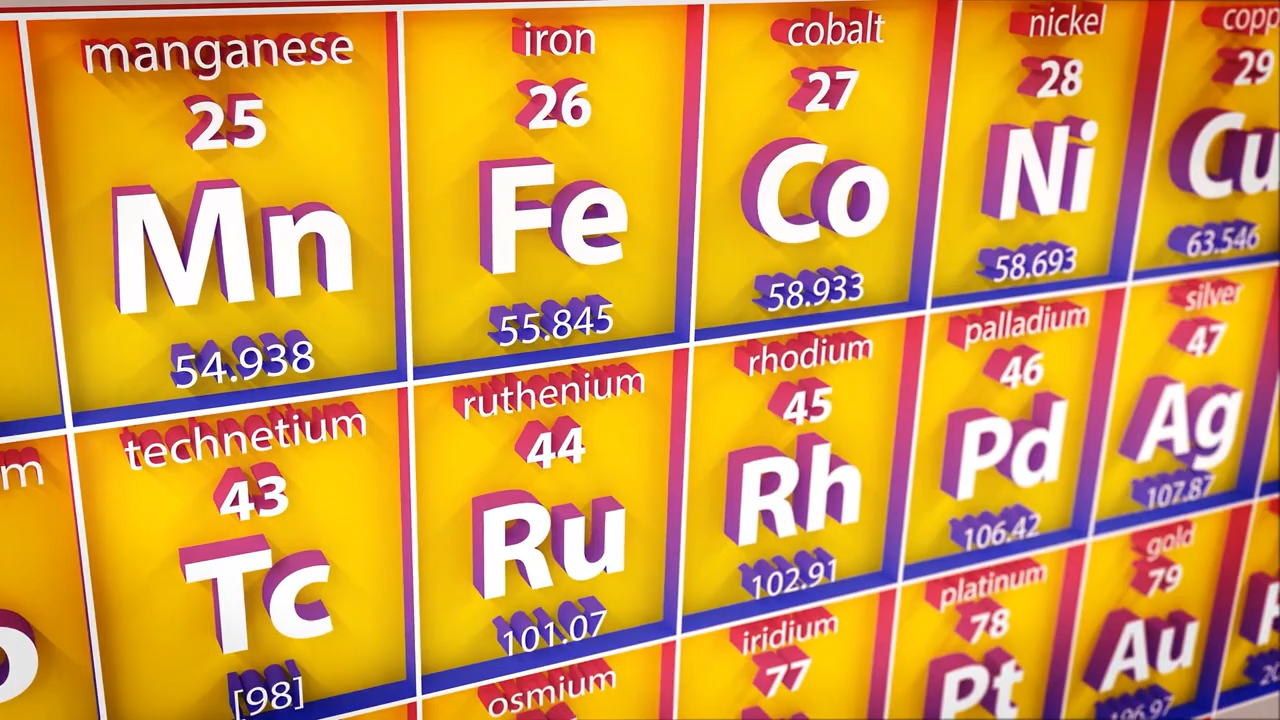 manganese
25
Mn
54.938
iron
26
Fe
55.845
cobalt
27
Co
58.933
nickel
28
Ni
58.693
copp
29
Cu
63.546
m
technetium
43
Tc
[98]
ruthenium
44
Ru
101.07
rhodium
45
Rh
102.91
palladium
46
Pd
106.42
silver
47
Ag
107.87
osmium
iridium
77
platinum
78
Pt
gold
79
Au